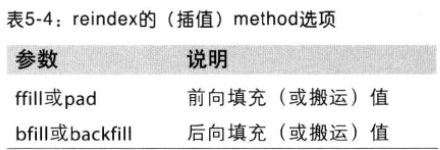 表5-4：reindex的（插值）method选项
参数 说明
ffill或pad 前向填充（或搬运）值
bfill或backfill 后向填充（或搬运）值